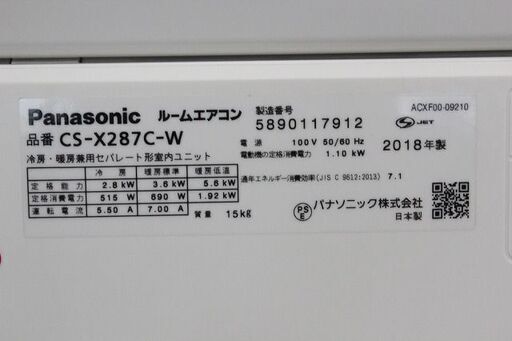 Panasonic ルームエアコン
品番 CS-X287C-W
冷房・暖房兼用セパレート形室内ユニット
冷 房 暖房標準 暖房低温
定 格 能 力 2.8 kW 3.6 kW 5.6 kW
定格消費電力 515 W 690 W 1.92 kW
運 転 電 流 5.50 A 7.00 A
質 量 15kg
製造番号
5890117912
電 源 100 V 50/60 Hz
電動機の定格消費電力 1.10 kW
通年エネルギー消費効率(JIS C 9612:2013) 7.1
ACXF00-09210
S JET
2018 年製
PS
E
パナソニック株式会社
日本製